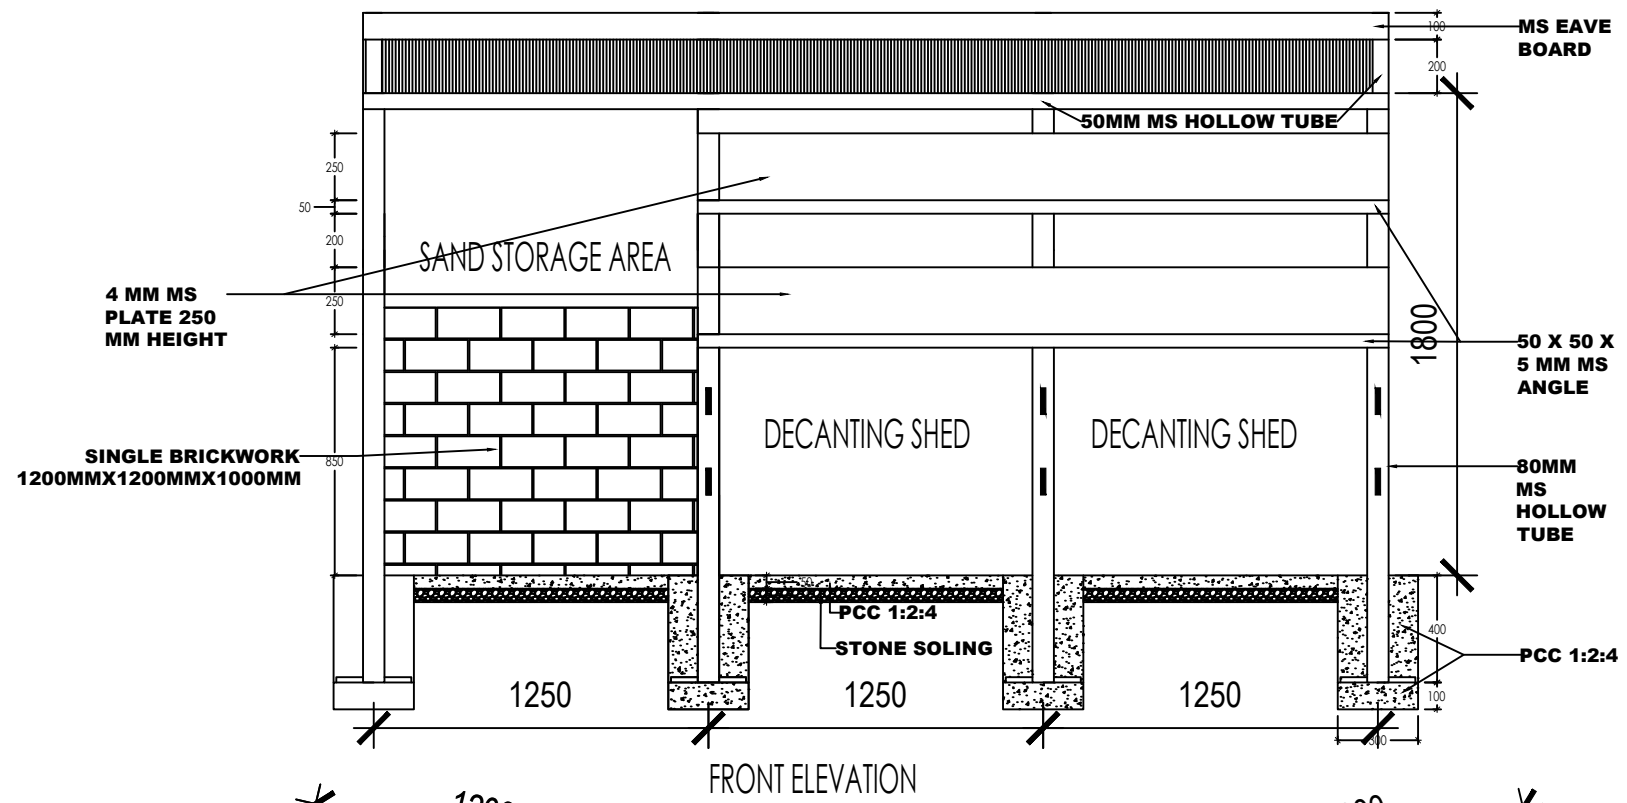 100
MS EAVE
BOARD
200
50MM MS HOLLOW TUBE
250
50
200
SAND STORAGE AREA
250
4 MM MS
PLATE 250
MM HEIGHT
1800
50 X 50 X
5 MM MS
ANGLE
DECANTING SHED
DECANTING SHED
SINGLE BRICKWORK
1200MMX1200MMX1000MM
850
80MM
MS
HOLLOW
TUBE
50
PCC 1:2:4
STONE SOLING
400
PCC 1:2:4
100
1250
1250
1250
300
FRONT ELEVATION